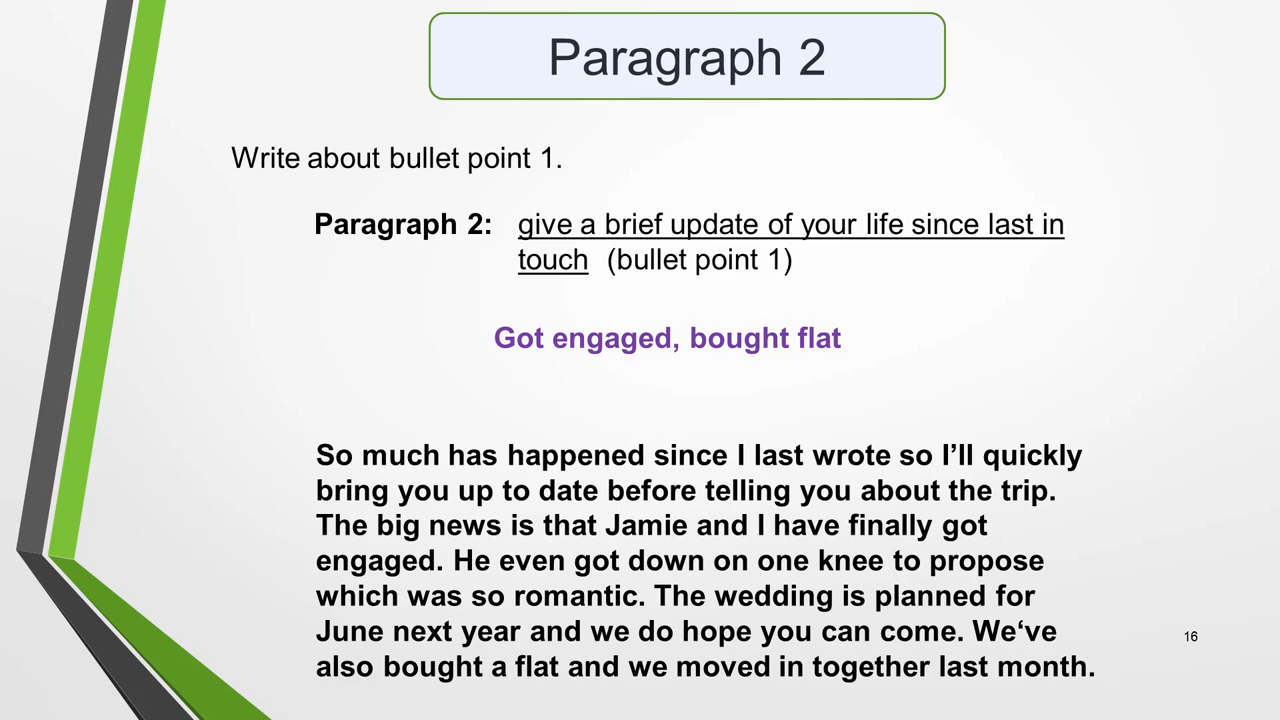 Paragraph 2
Write about bullet point 1.
Paragraph 2: give a brief update of your life since last in
touch (bullet point 1)
Got engaged, bought flat
So much has happened since I last wrote so I’ll quickly
bring you up to date before telling you about the trip.
The big news is that Jamie and I have finally got
engaged. He even got down on one knee to propose
which was so romantic. The wedding is planned for
June next year and we do hope you can come. We‘ve
also bought a flat and we moved in together last month.
16